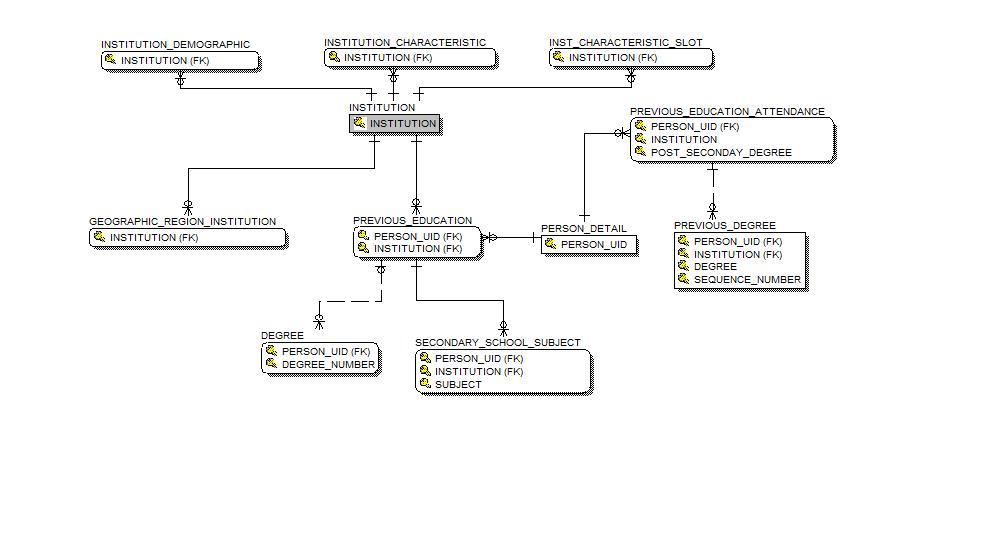 INSTITUTION_DEMOGRAPHIC
INSTITUTION (FK)
INSTITUTION_CHARACTERISTIC
INSTITUTION (FK)
INST_CHARACTERISTIC_SLOT
INSTITUTION (FK)
INSTITUTION
INSTITUTION
PREVIOUS_EDUCATION_ATTENDANCE
PERSON_UID (FK)
INSTITUTION
POST_SECONDAY_DEGREE
GEOGRAPHIC_REGION_INSTITUTION
INSTITUTION (FK)
PREVIOUS_EDUCATION
PERSON_UID (FK)
INSTITUTION (FK)
PERSON_DETAIL
PERSON_UID
PREVIOUS_DEGREE
PERSON_UID (FK)
INSTITUTION (FK)
DEGREE
SEQUENCE_NUMBER
DEGREE
PERSON_UID (FK)
DEGREE_NUMBER
SECONDARY_SCHOOL_SUBJECT
PERSON_UID (FK)
INSTITUTION (FK)
SUBJECT